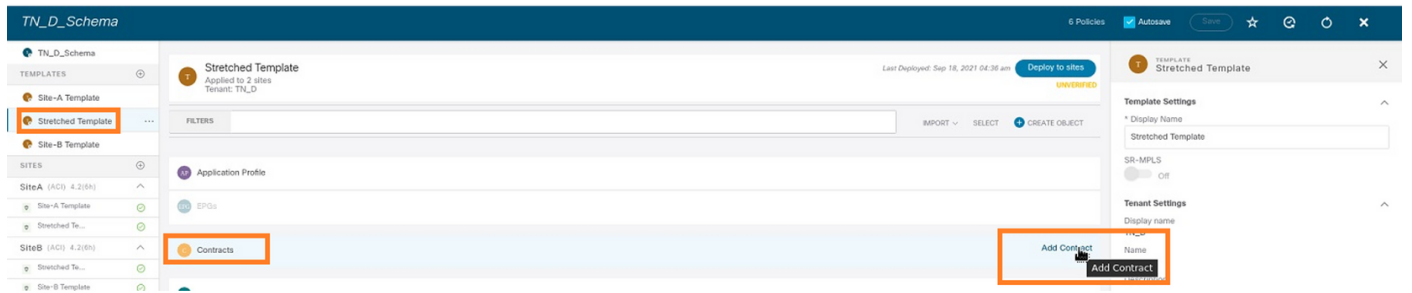 TN_D_Schema
6 Policies
Autosave
Save
TN_D_Schema
TEMPLATES
Site-A Template
Stretched Template
Site-B Template
SITES
SiteA (ACI) 4.2(6h)
Site-A Template
Stretched Te...
SiteB (ACI) 4.2(6h)
Stretched Te...
Site-B Template
T
Stretched Template
Applied to 2 sites
Tenant: TN_D
Last Deployed: Sep 18, 2021 04:36 am
Deploy to sites
UNVERIFIED
FILTERS
IMPORT
SELECT
CREATE OBJECT
AP
Application Profile
EPG
EPGs
C
Contracts
Add Contract
Add Contract
T
TEMPLATE
Stretched Template
Template Settings
* Display Name
Stretched Template
SR-MPLS
Off
Tenant Settings
Display name
TN_D
Name